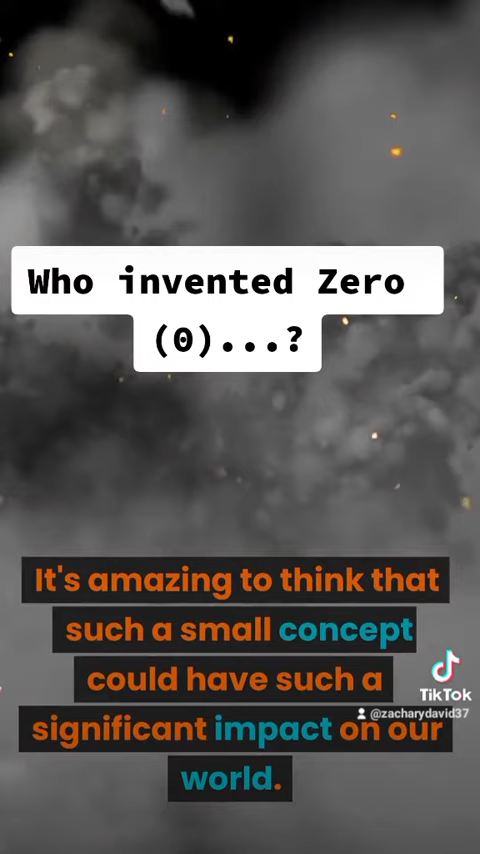 Who invented Zero
(0)...?
It's amazing to think that
such a small concept
could have such a
significant impact on our
world.
TikTok
@zacharydavid37